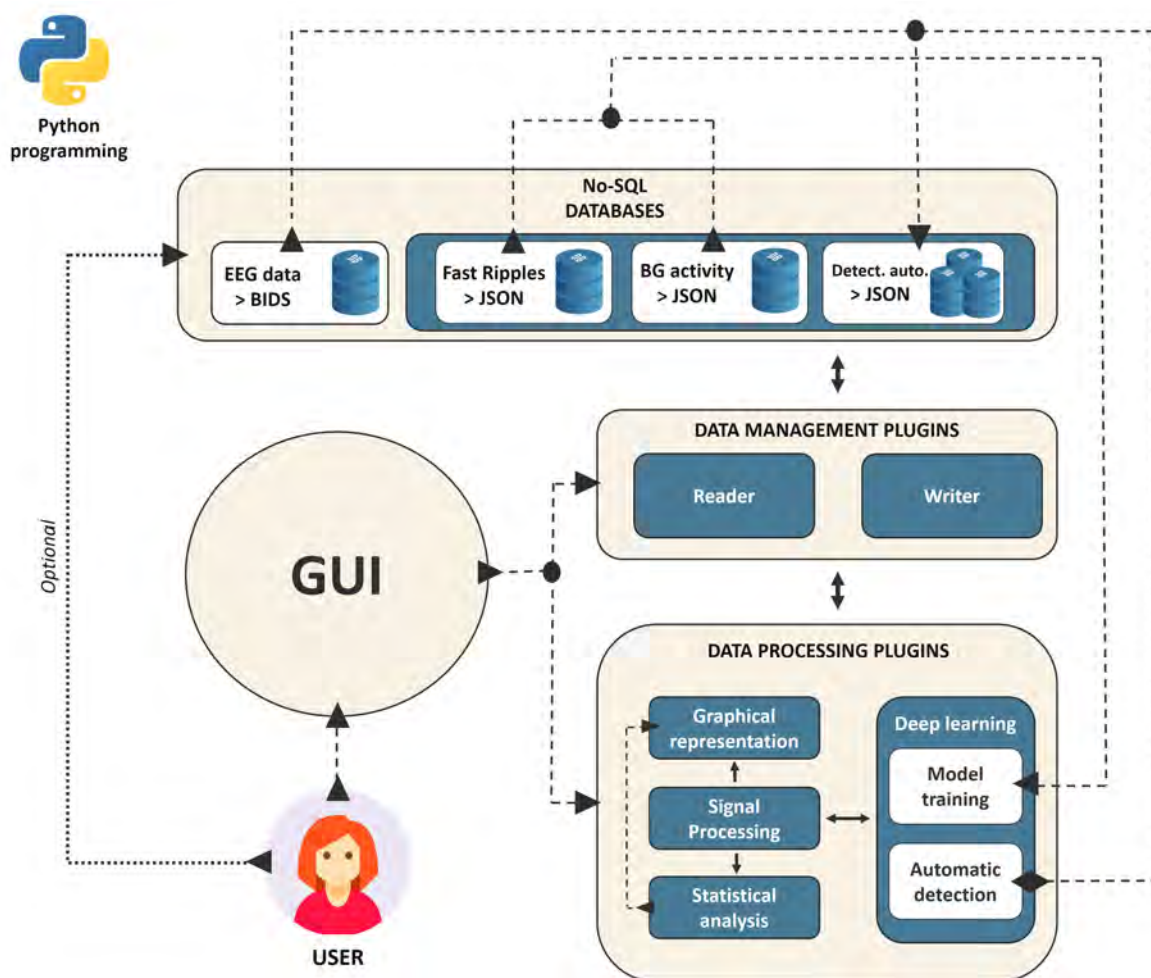 Python
programming
No-SQL
DATABASES
EEG data
> BIDS
Fast Ripples
> JSON
BG activity
> JSON
Detect. auto.
> JSON
DATA MANAGEMENT PLUGINS
Reader
Writer
GUI
Optional
DATA PROCESSING PLUGINS
Graphical
representation
Signal
Processing
Statistical
analysis
Deep learning
Model
training
Automatic
detection
USER